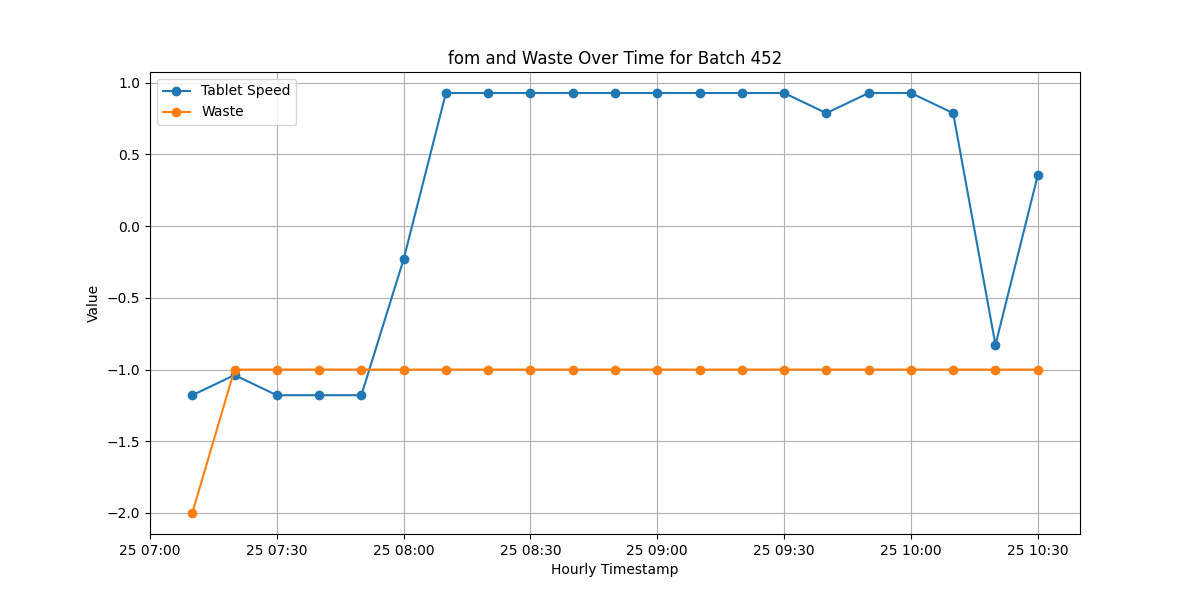 fom and Waste Over Time for Batch 452
Tablet Speed
Waste
Value
1.0
0.5
0.0
−0.5
−1.0
−1.5
−2.0
25 07:00 25 07:30 25 08:00 25 08:30 25 09:00 25 09:30 25 10:00 25 10:30
Hourly Timestamp